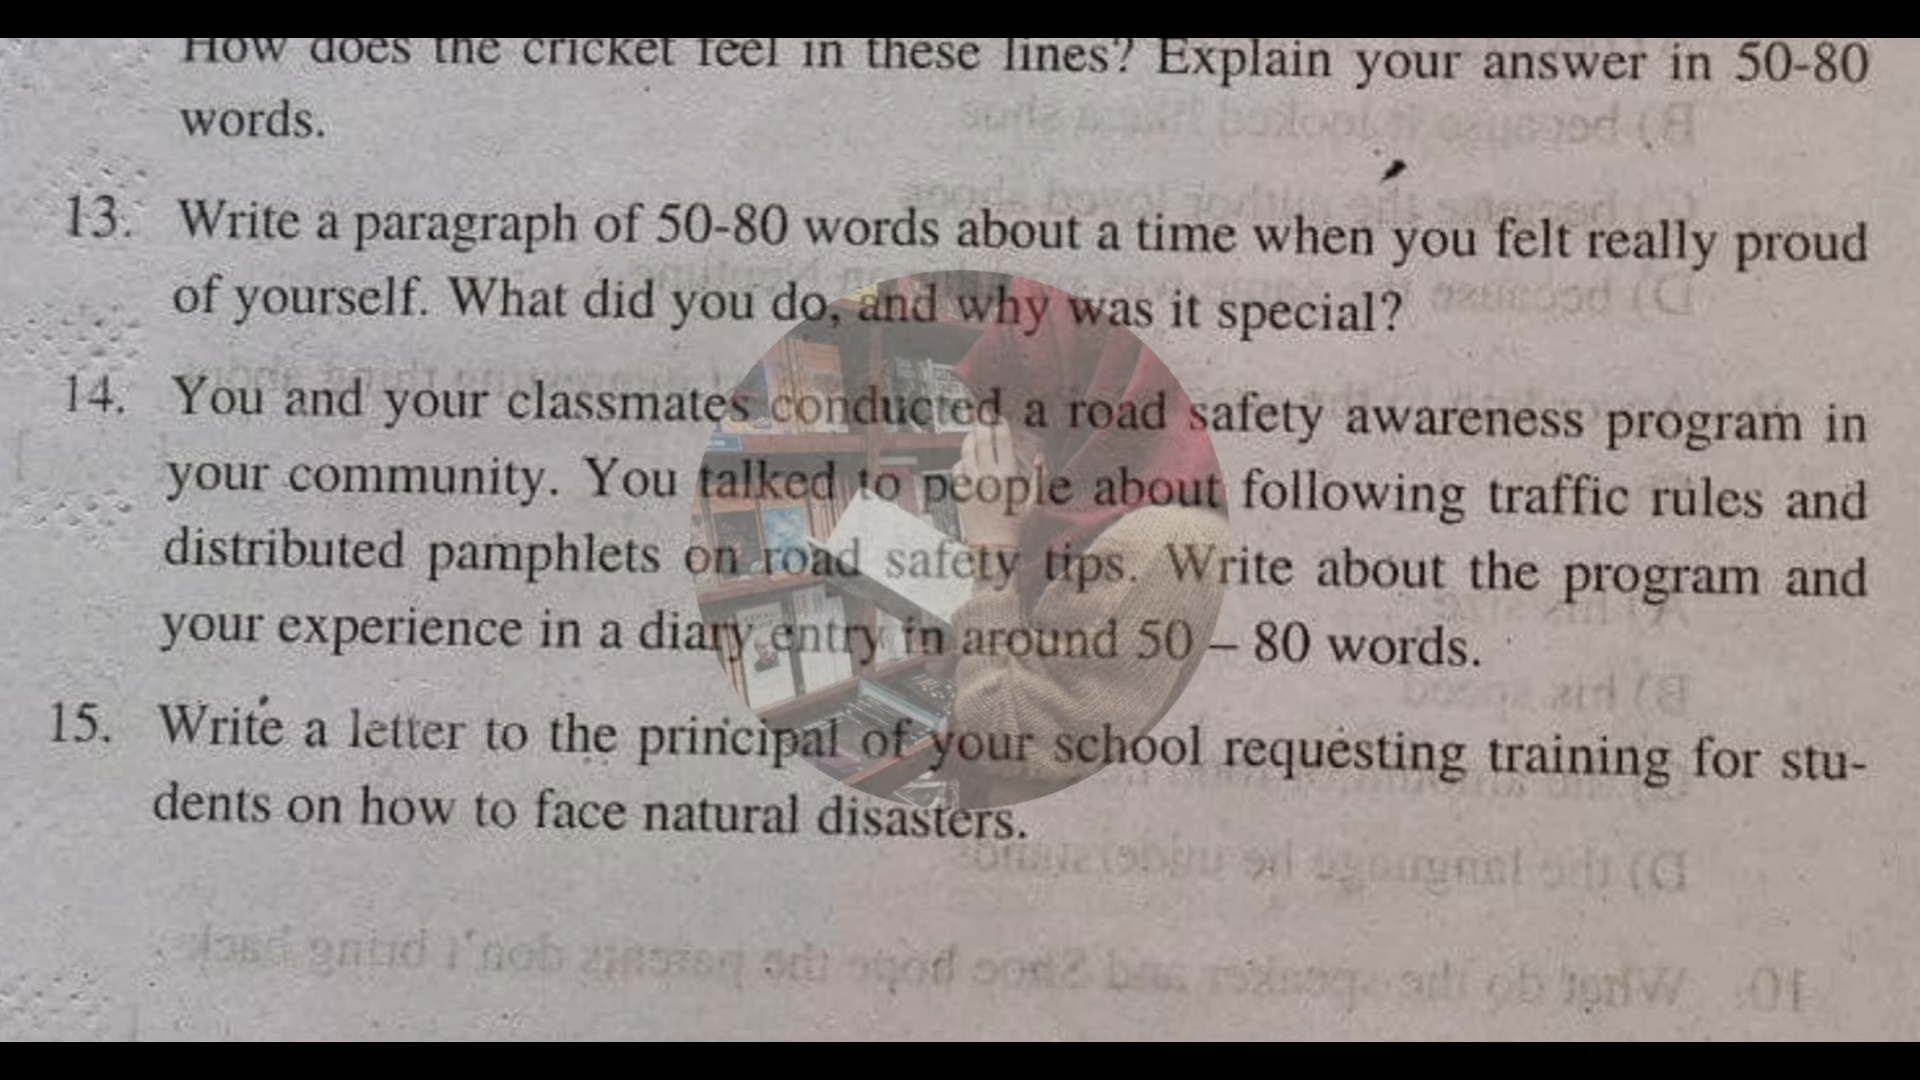 How does the cricket feel in these lines? Explain your answer in 50-80
words.
13. Write a paragraph of 50-80 words about a time when you felt really proud
of yourself. What did you do, and why was it special?
14. You and your classmates conducted a road safety awareness program in
your community. You talked to people about following traffic rules and
distributed pamphlets on road safety tips. Write about the program and
your experience in a diary entry in around 50 – 80 words.
15. Write a letter to the principal of your school requesting training for stu-
dents on how to face natural disasters.